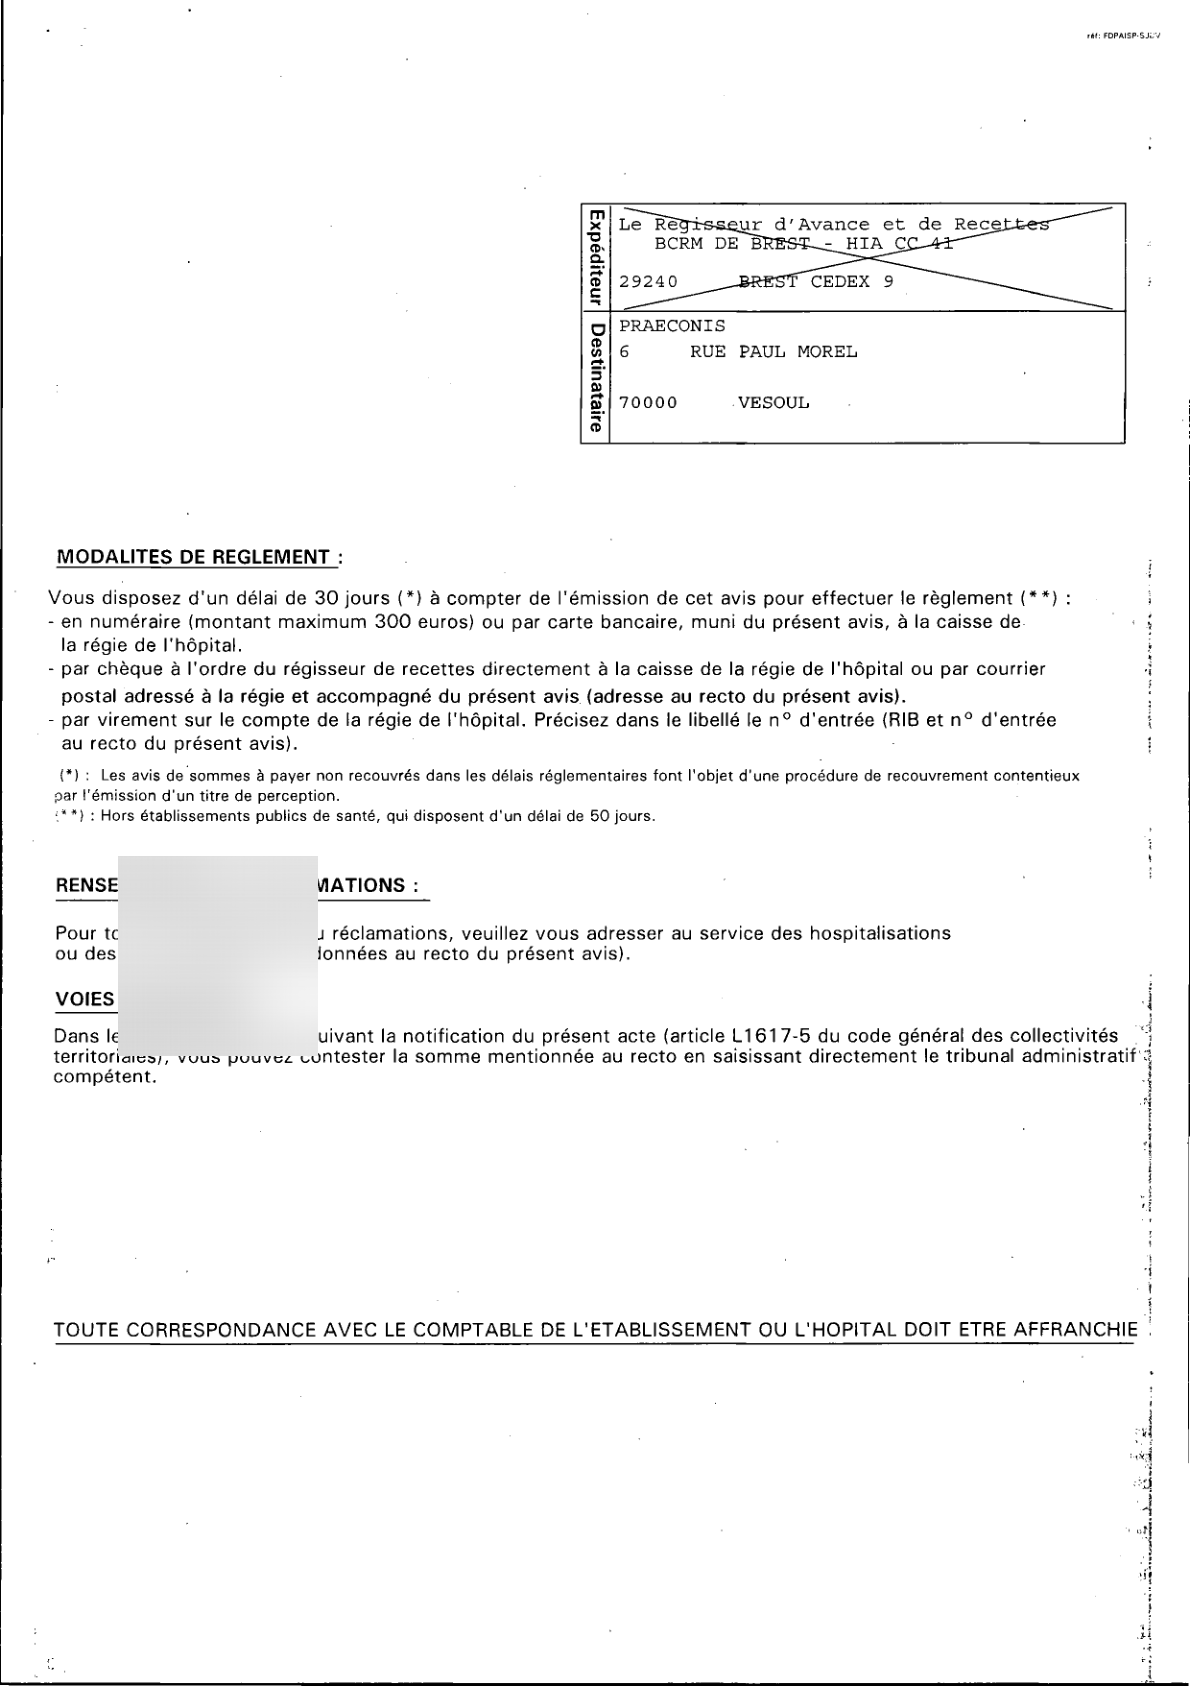 réf: FDPAISP-SJ
Expéditeur
Le Regisseur d'Avance et de Recettes
BCRM DE BREST - HIA CC 41
29240 BREST CEDEX 9
Destinataire
PRAECONIS
6 RUE PAUL MOREL
70000 VESOUL
MODALITES DE REGLEMENT :
Vous disposez d'un délai de 30 jours (*) à compter de l'émission de cet avis pour effectuer le règlement (**) :
- en numéraire (montant maximum 300 euros) ou par carte bancaire, muni du présent avis, à la caisse de
la régie de l'hôpital.
- par chèque à l'ordre du régisseur de recettes directement à la caisse de la régie de l'hôpital ou par courrier
postal adressé à la régie et accompagné du présent avis (adresse au recto du présent avis).
- par virement sur le compte de la régie de l'hôpital. Précisez dans le libellé le n° d'entrée (RIB et n° d'entrée
au recto du présent avis).
(*) : Les avis de sommes à payer non recouvrés dans les délais réglementaires font l'objet d'une procédure de recouvrement contentieux
par l'émission d'un titre de perception.
(**) : Hors établissements publics de santé, qui disposent d'un délai de 50 jours.
RENSE MATIONS :
Pour réclamations, veuillez vous adresser au service des hospitalisations
ou des données au recto du présent avis).
VOIES
Dans le uivant la notification du présent acte (article L1617-5 du code général des collectivités
territoriales), vous pouvez contester la somme mentionnée au recto en saisissant directement le tribunal administratif
compétent.
TOUTE CORRESPONDANCE AVEC LE COMPTABLE DE L'ETABLISSEMENT OU L'HOPITAL DOIT ETRE AFFRANCHIE